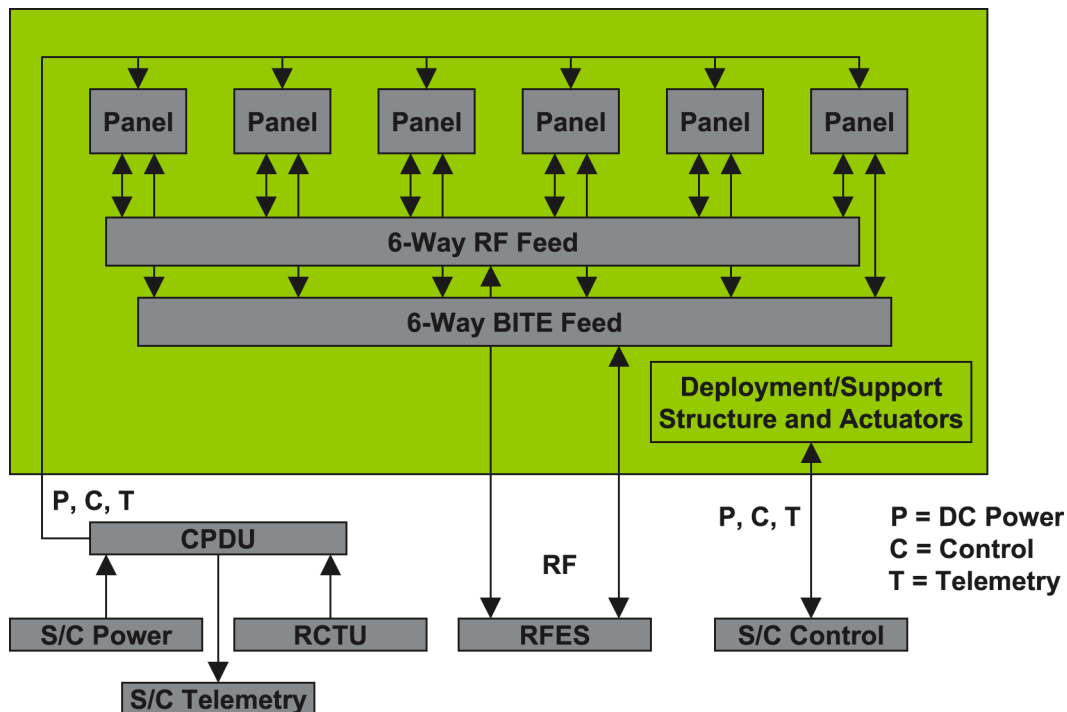 Panel
Panel
Panel
Panel
Panel
Panel
6-Way RF Feed
6-Way BITE Feed
Deployment/Support
Structure and Actuators
P, C, T
CPDU
S/C Power
RCTU
S/C Telemetry
RF
RFES
P, C, T
S/C Control
P = DC Power
C = Control
T = Telemetry